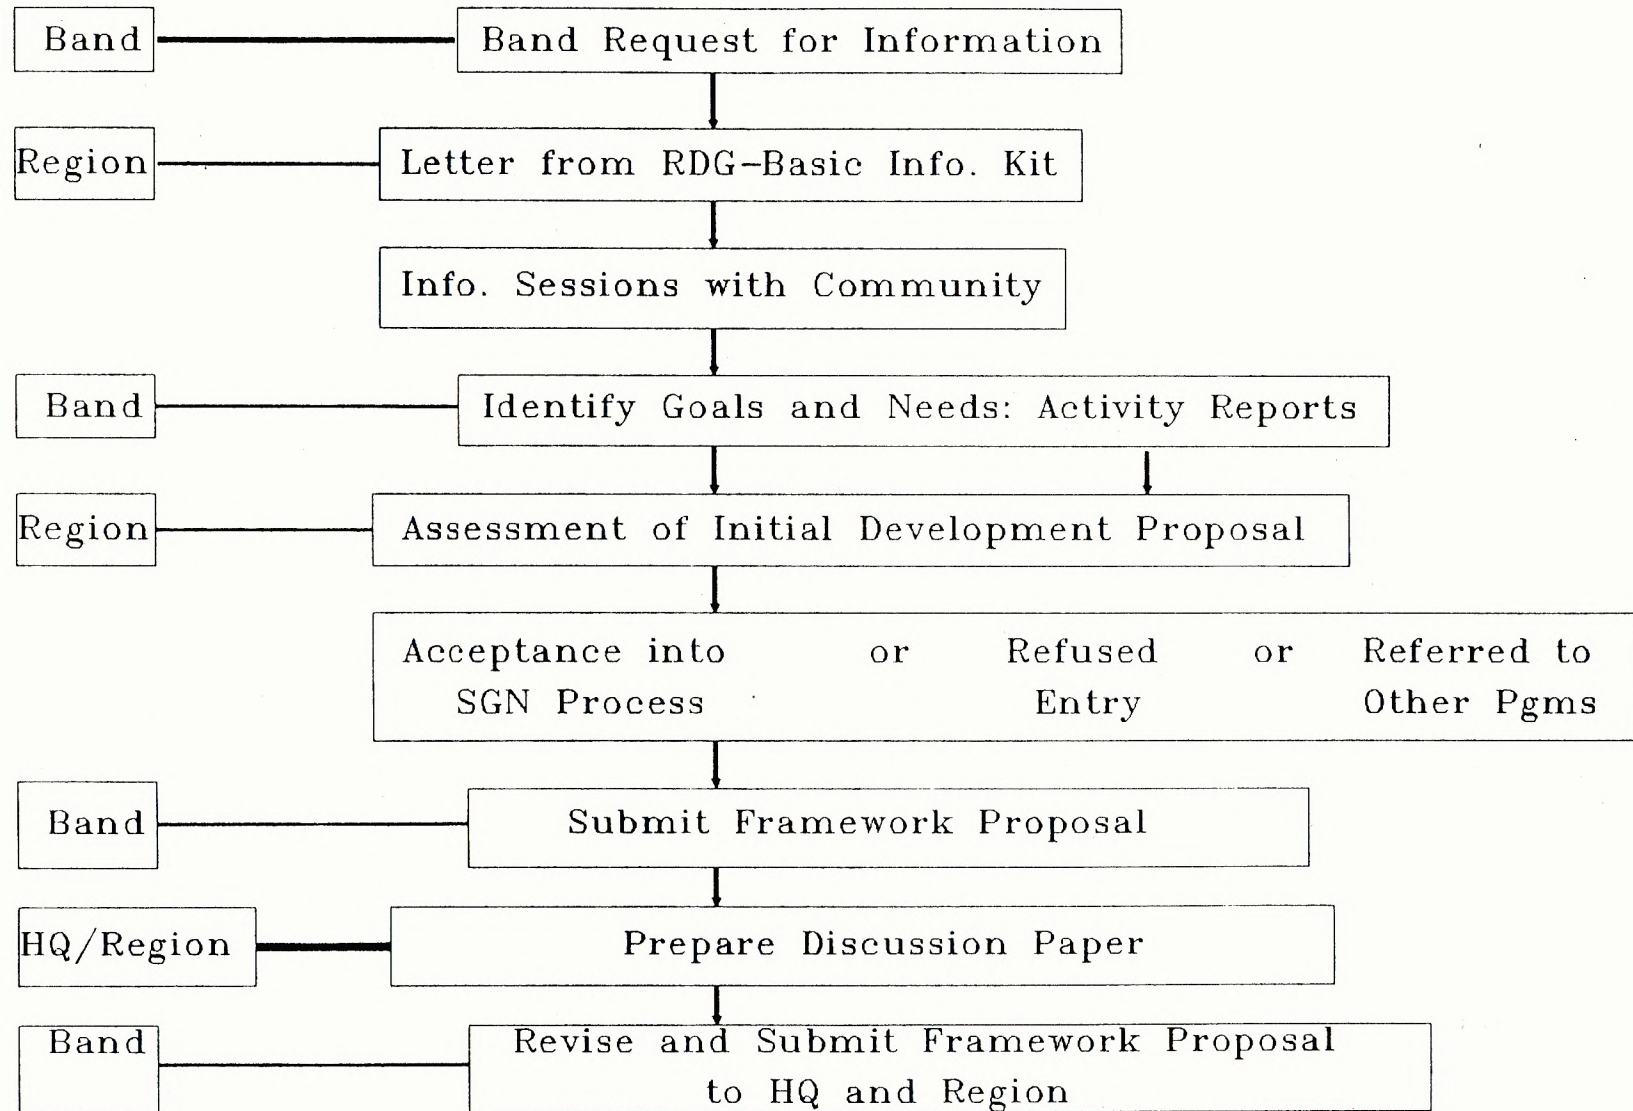 Band
Band Request for Information
Region
Letter from RDG-Basic Info. Kit
Info. Sessions with Community
Band
Identify Goals and Needs: Activity Reports
Region
Assessment of Initial Development Proposal
Acceptance into or Refused or Referred to
SGN Process Entry Other Pgms
Band
Submit Framework Proposal
HQ/Region
Prepare Discussion Paper
Band
Revise and Submit Framework Proposal
to HQ and Region